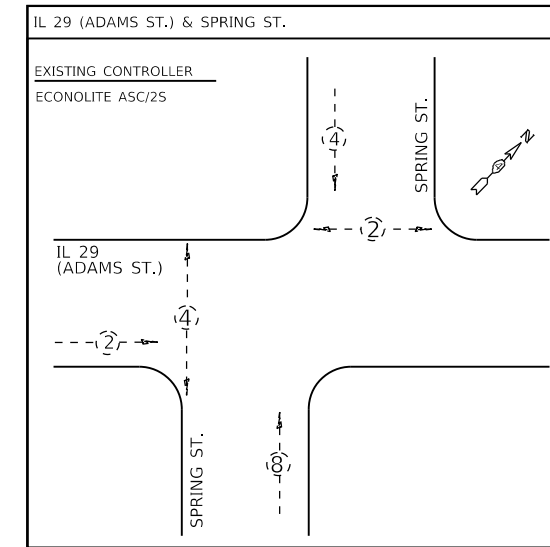 IL 29 (ADAMS ST.) & SPRING ST.
EXISTING CONTROLLER
ECONOLITE ASC/2S
4
SPRING ST.
N
2
IL 29
(ADAMS ST.)
4
2
8
SPRING ST.